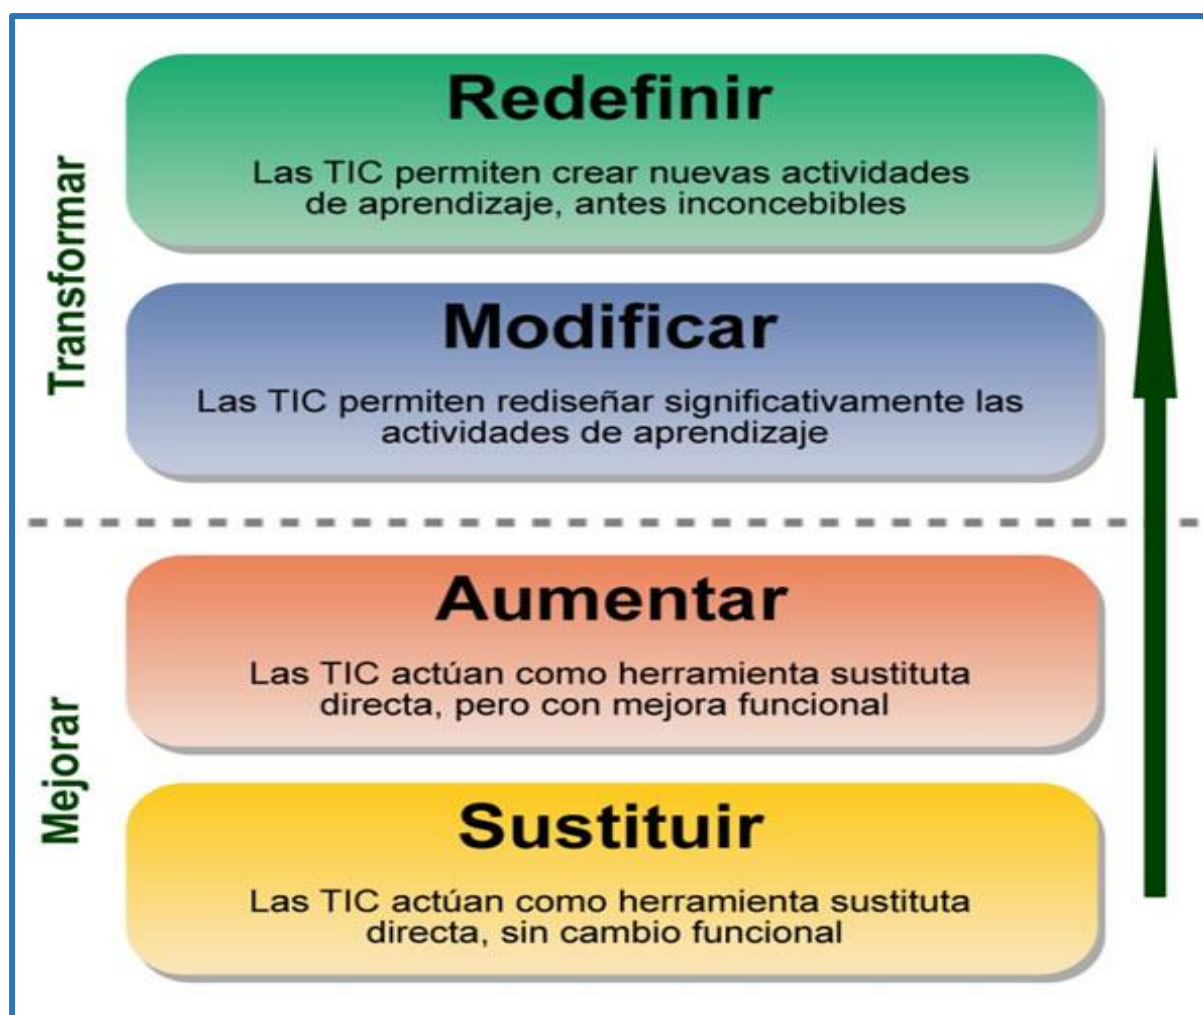 Transformar
Redefinir
Las TIC permiten crear nuevas actividades
de aprendizaje, antes inconcebibles
Modificar
Las TIC permiten rediseñar significativamente las
actividades de aprendizaje
Mejorar
Aumentar
Las TIC actúan como herramienta sustituta
directa, pero con mejora funcional
Sustituir
Las TIC actúan como herramienta sustituta
directa, sin cambio funcional